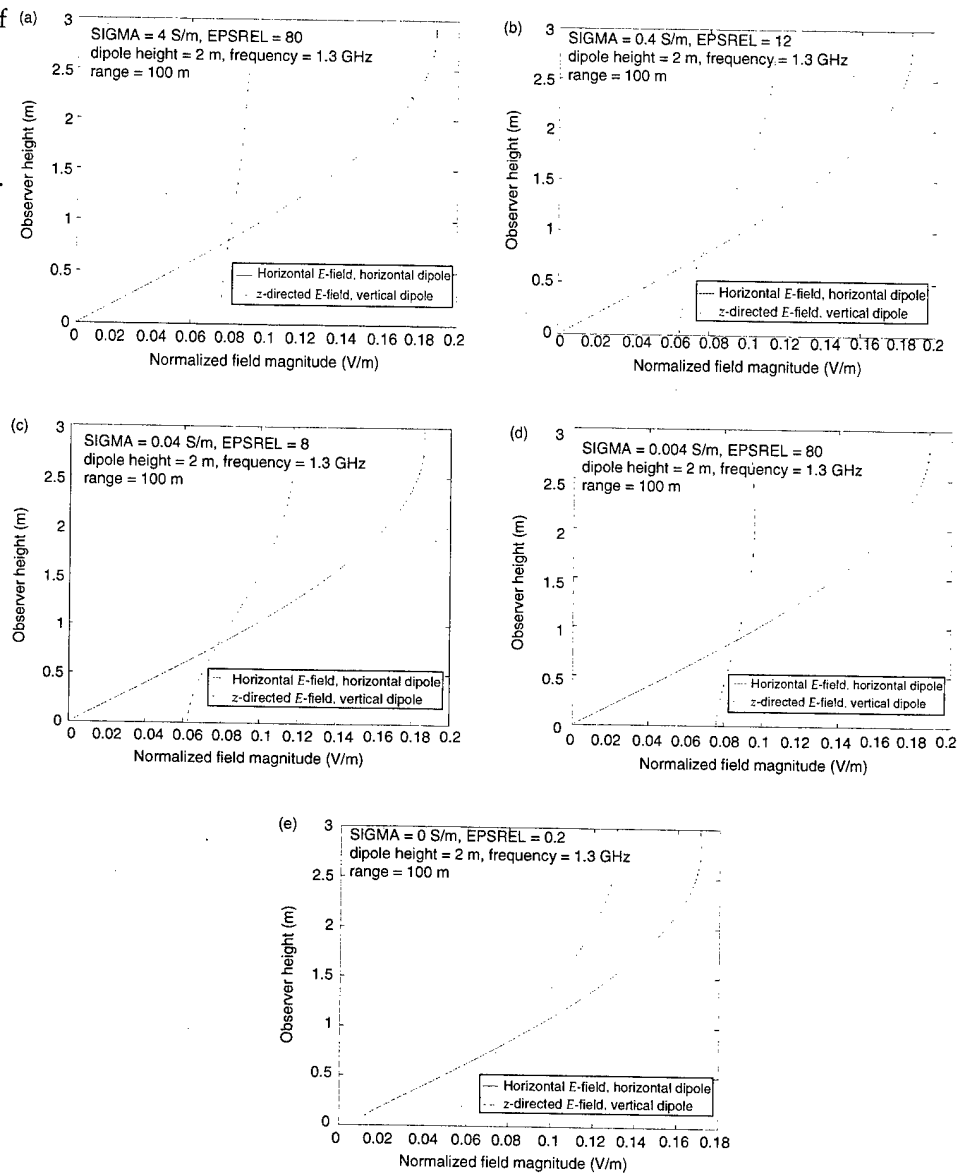 f
(a)
SIGMA = 4 S/m, EPSREL = 80
dipole height = 2 m, frequency = 1.3 GHz
range = 100 m
3
2.5
2
1.5
1
0.5
0
Observer height (m)
Horizontal E-field, horizontal dipole
z-directed E-field, vertical dipole
0 0.02 0.04 0.06 0.08 0.1 0.12 0.14 0.16 0.18 0.2
Normalized field magnitude (V/m)
(b)
SIGMA = 0.4 S/m, EPSREL = 12
dipole height = 2 m, frequency = 1.3 GHz
range = 100 m
3
2.5
2
1.5
1
0.5
0
Observer height (m)
Horizontal E-field, horizontal dipole
z-directed E-field, vertical dipole
0 0.02 0.04 0.06 0.08 0.10 0.12 0.14 0.16 0.18 0.2
Normalized field magnitude (V/m)
(c)
SIGMA = 0.04 S/m, EPSREL = 8
dipole height = 2 m, frequency = 1.3 GHz
range = 100 m
3
2.5
2
1.5
1
0.5
0
Observer height (m)
Horizontal E-field, horizontal dipole
z-directed E-field, vertical dipole
0 0.02 0.04 0.06 0.08 0.1 0.12 0.14 0.16 0.18 0.2
Normalized field magnitude (V/m)
(d)
SIGMA = 0.004 S/m, EPSREL = 80
dipole height = 2 m, frequency = 1.3 GHz
range = 100 m
3
2.5
2
1.5
1
0.5
0
Observer height (m)
Horizontal E-field, horizontal dipole
z-directed E-field, vertical dipole
0 0.02 0.04 0.06 0.08 0.1 0.12 0.14 0.16 0.18 0.2
Normalized field magnitude (V/m)
(e)
SIGMA = 0 S/m, EPSREL = 0.2
dipole height = 2 m, frequency = 1.3 GHz
range = 100 m
3
2.5
2
1.5
1
0.5
0
Observer height (m)
Horizontal E-field, horizontal dipole
z-directed E-field, vertical dipole
0 0.02 0.04 0.06 0.08 0.1 0.12 0.14 0.16 0.18
Normalized field magnitude (V/m)